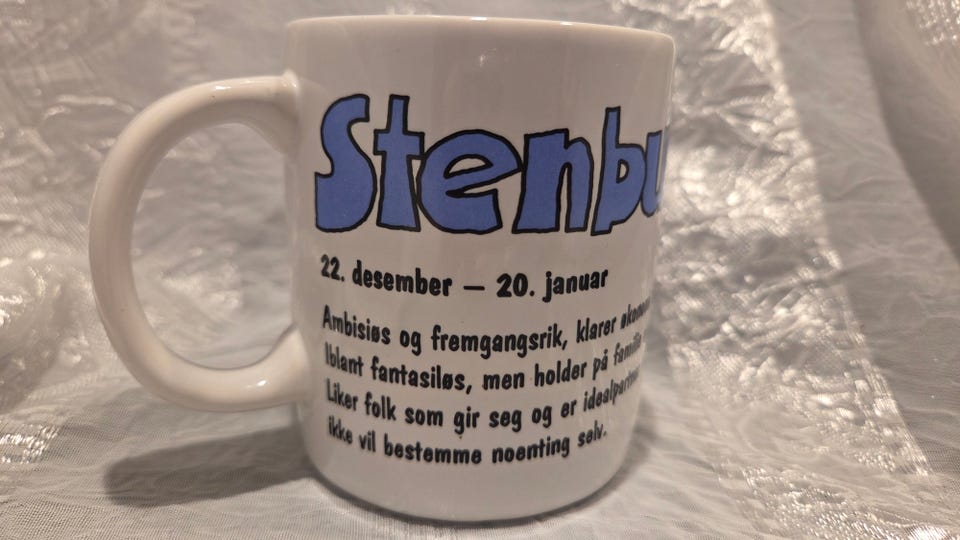 Stenbu
22. desember – 20. januar
Ambisiøs og fremgangsrik, klarer
Iblant fantasiløs, men holder på
Liker folk som gir seg og er
ikke vil bestemme noenting selv.